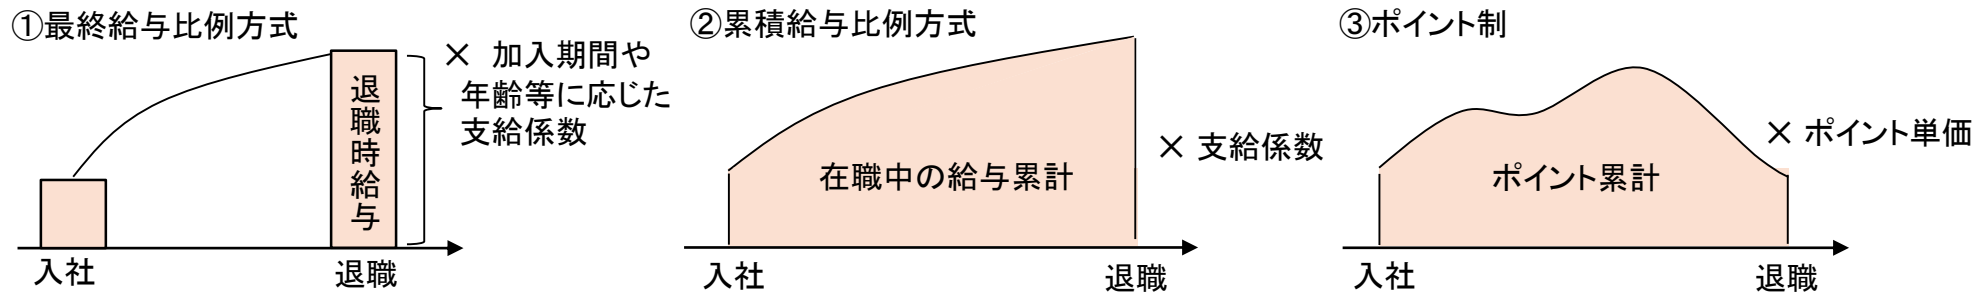 ①最終給与比例方式
× 加入期間や
年齢等に応じた
支給係数
退職時給与
入社
退職
②累積給与比例方式
在職中の給与累計
× 支給係数
入社
退職
③ポイント制
ポイント累計
× ポイント単価
入社
退職